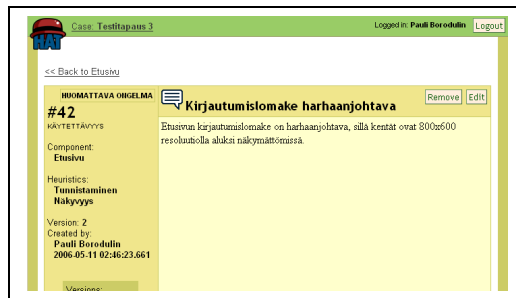 HAT
Case: Testitapaus 3
Logged in: Pauli Borodulin
Logout
<< Back to Etusivu
HUOMATTAVA ONGELMA
#42
KÄYTETTÄVYYS
Component:
Etusivu
Heuristics:
Tunnistaminen
Näkyvyys
Version: 2
Created by:
Pauli Borodulin
2006-05-11 02:46:23.661
Versions:
Kirjautumislomake harhaanjohtava
Remove
Edit
Etusivun kirjautumislomake on harhaanjohtava, sillä kentät ovat 800x600
resoluutiolla aluksi näkymättömissä.